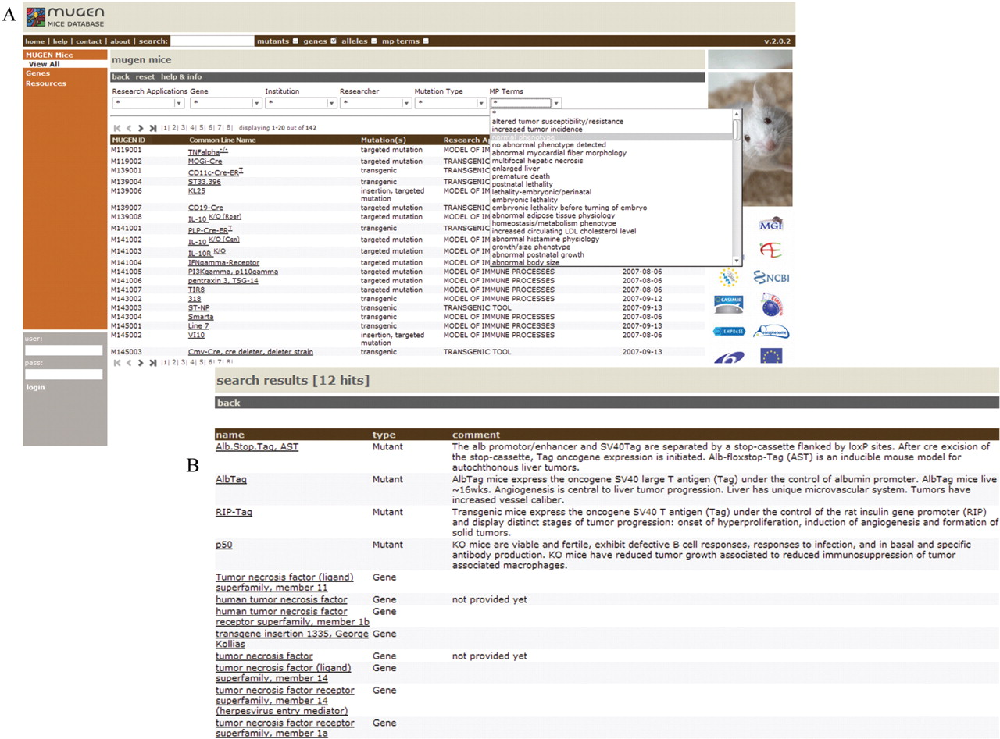 A
MUGEN
MICE DATABASE
home | help | contact | about | search: mutants genes alleles mp terms v.2.0.2
MUGEN Mice
View All
Genes
Resources
mugen mice
back reset help & info
Research Applications Gene Institution Researcher Mutation Type MP Terms
* * * * * *
|1| 2| 3| 4| 5| 6| 7| 8| displaying 1-20 out of 142
*
altered tumor susceptibility/resistance
increased tumor incidence
normal phenotype
no abnormal phenotype detected
abnormal myocardial fiber morphology
multifocal hepatic necrosis
enlarged liver
premature death
postnatal lethality
lethality-embryonic/perinatal
embryonic lethality
embryonic lethality before turning of embryo
abnormal adipose tissue physiology
homeostasis/metabolism phenotype
increased circulating LDL cholesterol level
abnormal histamine physiology
growth/size phenotype
abnormal postnatal growth
abnormal body size
MUGEN ID Common Line Name Mutation(s) Research Ap
M119001 TNFalpha-/- targeted mutation MODEL OF IM
M119002 MOGi-Cre targeted mutation TRANSGENIC
M139001 CD11c-Cre-ERT transgenic MODEL OF IM
M139004 ST33.396 transgenic TRANSGENIC
M139006 KL25 insertion, targeted MODEL OF IM
mutation
M139007 CD19-Cre targeted mutation TRANSGENIC
M139008 IL-10 K/O (Roer) targeted mutation MODEL OF IM
M141001 PLP-Cre-ERT transgenic TRANSGENIC
M141002 IL-10 K/O (Cgn) targeted mutation MODEL OF IM
M141003 IL-10R K/O targeted mutation MODEL OF IM
M141004 IFNgamma-Receptor targeted mutation MODEL OF IM
M141005 PI3Kgamma, p110gamma targeted mutation MODEL OF IMMUNE PROCESSES 2007-08-06
M141006 pentraxin 3, TSG-14 targeted mutation MODEL OF IMMUNE PROCESSES 2007-08-06
M141007 TIR8 targeted mutation MODEL OF IMMUNE PROCESSES 2007-08-06
M143002 318 transgenic MODEL OF IMMUNE PROCESSES 2007-09-12
M143003 ST-NP transgenic TRANSGENIC TOOL 2007-09-13
M143004 Smarta transgenic MODEL OF IMMUNE PROCESSES 2007-08-06
M145001 Line 7 transgenic MODEL OF IMMUNE PROCESSES 2007-09-13
M145002 VI10 insertion, targeted MODEL OF IMMUNE PROCESSES 2007-08-06
mutation
M145003 Cmv-Cre, cre deleter, deleter strain transgenic TRANSGENIC TOOL 2007-09-13
|1| 2| 3| 4| 5| 6| 7| 8|
MGI
NCBI
CASIMIR
EMPReSS
europhenome
user:
pass:
login
B
search results [12 hits]
back
name type comment
Alb.Stop.Tag, AST Mutant The alb promotor/enhancer and SV40Tag are separated by a stop-cassette flanked by loxP sites. After cre excision of
the stop-cassette, Tag oncogene expression is initiated. Alb-floxstop-Tag (AST) is an inducible mouse model for
autochthonous liver tumors.
AlbTag Mutant AlbTag mice express the oncogene SV40 large T antigen (Tag) under the control of albumin promoter. AlbTag mice live
~16wks. Angiogenesis is central to liver tumor progression. Liver has unique microvascular system. Tumors have
increased vessel caliber.
RIP-Tag Mutant Transgenic mice express the oncogene SV40 T antigen (Tag) under the control of the rat insulin gene promoter (RIP)
and display distinct stages of tumor progression: onset of hyperproliferation, induction of angiogenesis and formation of
solid tumors.
p50 Mutant KO mice are viable and fertile, exhibit defective B cell responses, responses to infection, and in basal and specific
antibody production. KO mice have reduced tumor growth associated to reduced immunosuppression of tumor
associated macrophages.
Tumor necrosis factor (ligand) Gene
superfamily, member 11
human tumor necrosis factor Gene not provided yet
human tumor necrosis factor Gene
receptor superfamily, member 1b
transgene insertion 1335, George Gene
Kollias
tumor necrosis factor Gene not provided yet
tumor necrosis factor (ligand) Gene
superfamily, member 14
tumor necrosis factor receptor Gene
superfamily, member 14
(herpesvirus entry mediator)
tumor necrosis factor receptor Gene
superfamily, member 1a